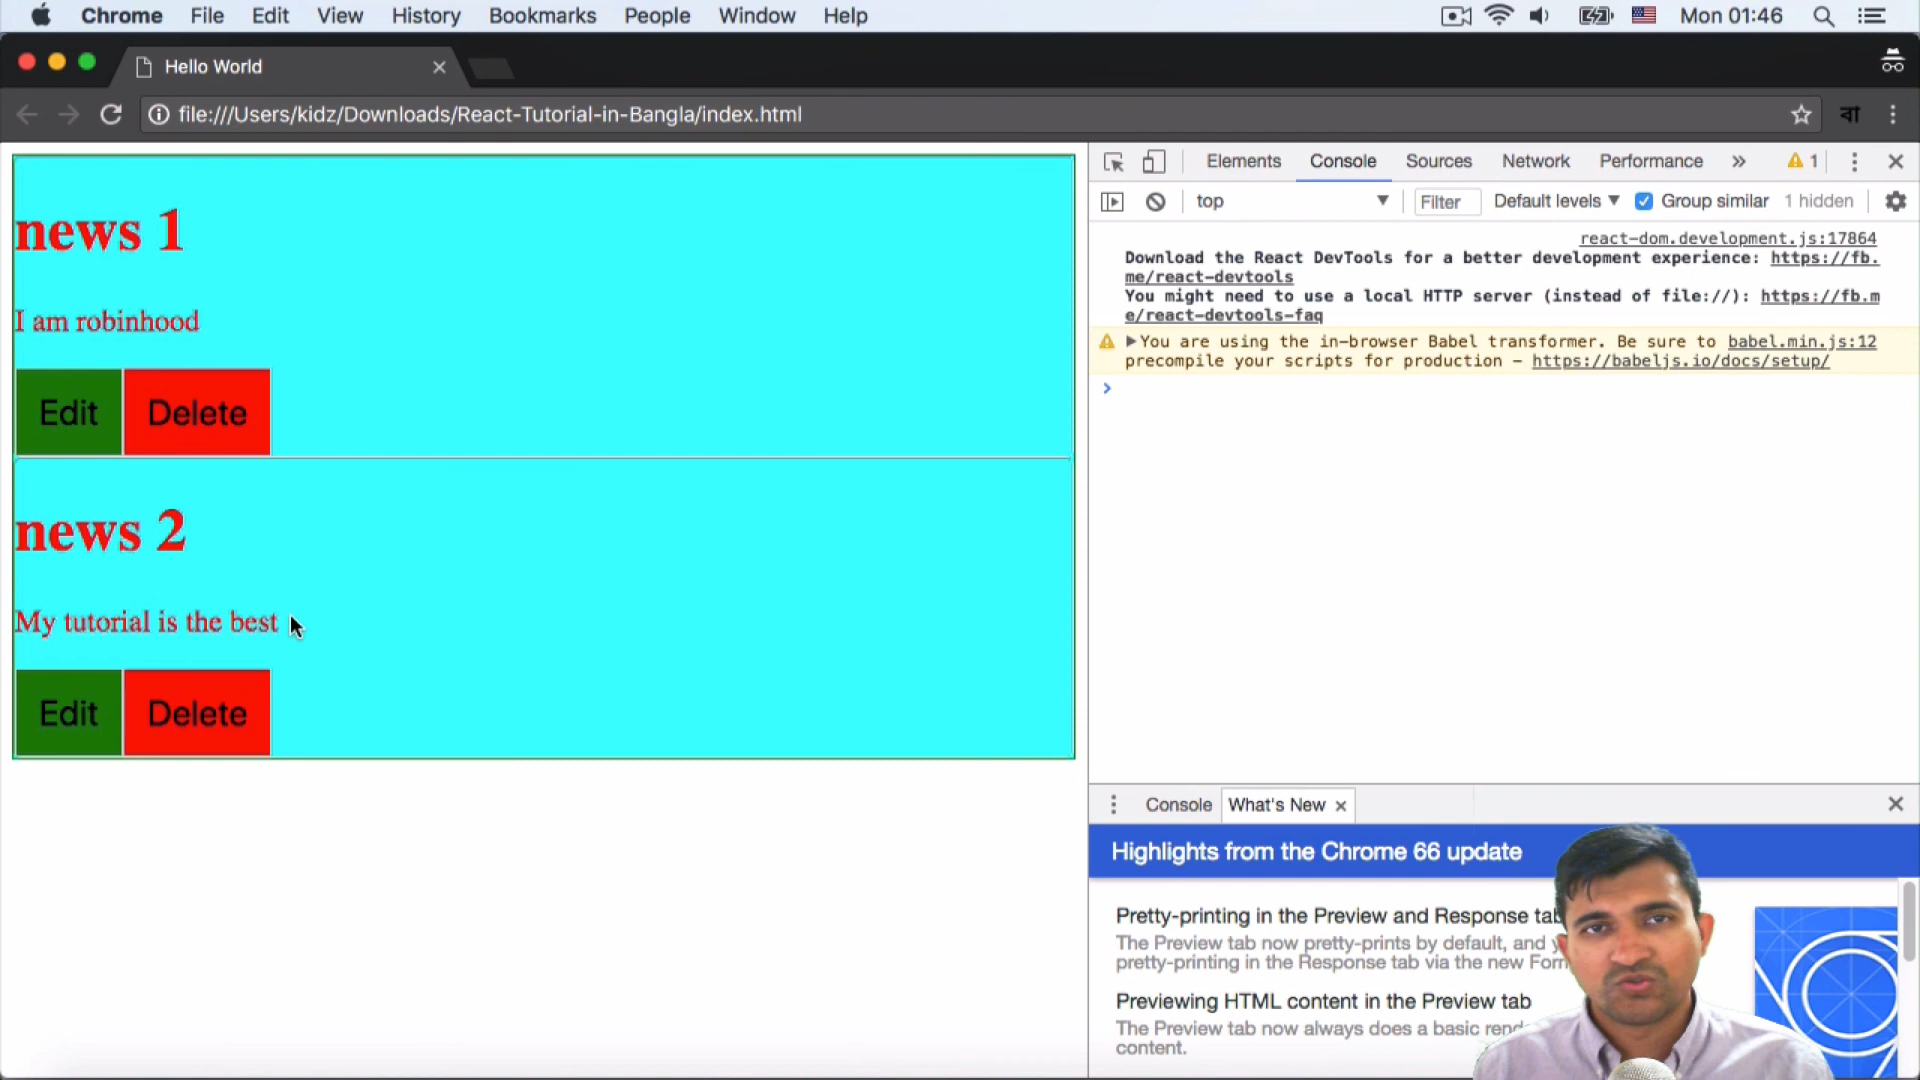 Chrome File Edit View History Bookmarks People Window Help Mon 01:46
Hello World
file:///Users/kidz/Downloads/React-Tutorial-in-Bangla/index.html বা
news 1
I am robinhood
Edit Delete
news 2
My tutorial is the best
Edit Delete
Elements Console Sources Network Performance » 1
top Filter Default levels Group similar 1 hidden
react-dom.development.js:17864
Download the React DevTools for a better development experience: https://fb.
me/react-devtools
You might need to use a local HTTP server (instead of file://): https://fb.m
e/react-devtools-faq
You are using the in-browser Babel transformer. Be sure to babel.min.js:12
precompile your scripts for production – https://babeljs.io/docs/setup/
Console What's New
Highlights from the Chrome 66 update
Pretty-printing in the Preview and Response
The Preview tab now pretty-prints by default, and
pretty-printing in the Response tab via the new
Previewing HTML content in the Preview tab
The Preview tab now always does a basic
content.